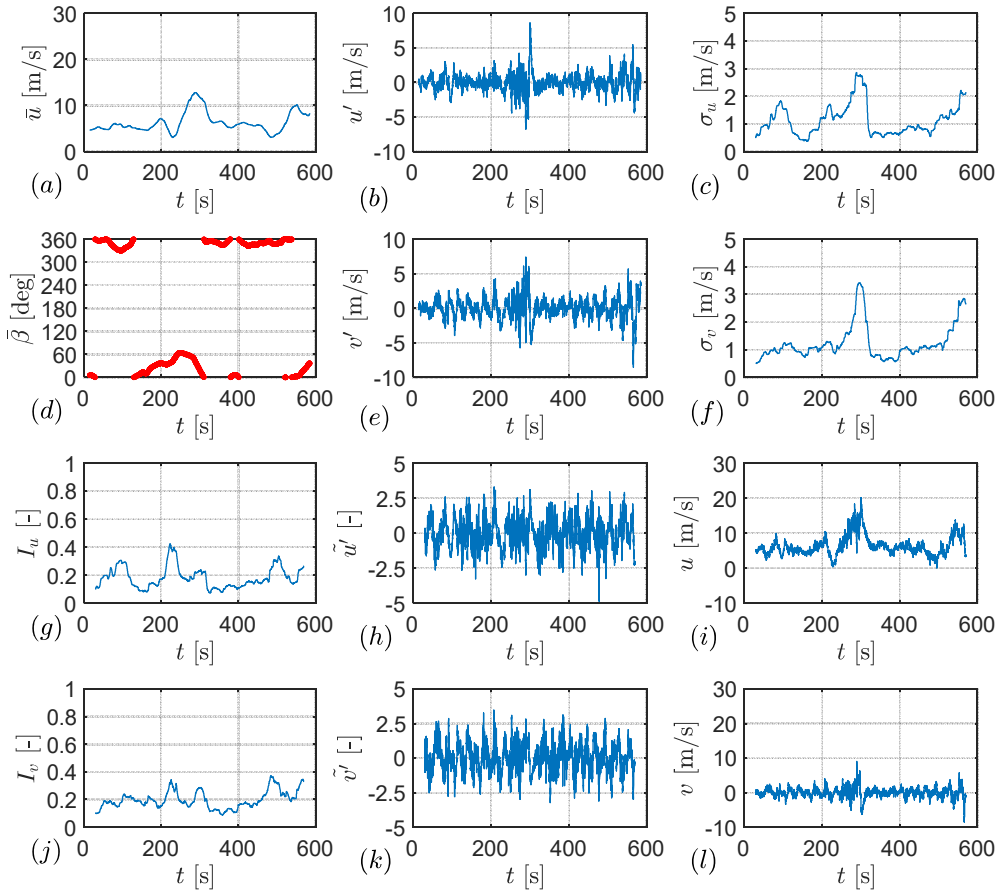 30
20
10
0
ū [m/s]
0 200 400 600
t [s]
(a)
10
5
0
-5
-10
u′ [m/s]
0 200 400 600
t [s]
(b)
5
4
3
2
1
0
σ_u [m/s]
0 200 400 600
t [s]
(c)
360
300
240
180
120
60
0
β̄ [deg]
0 200 400 600
t [s]
(d)
10
5
0
-5
-10
v′ [m/s]
0 200 400 600
t [s]
(e)
5
4
3
2
1
0
σ_v [m/s]
0 200 400 600
t [s]
(f)
1
0.8
0.6
0.4
0.2
0
I_u [-]
0 200 400 600
t [s]
(g)
5
2.5
0
-2.5
-5
ũ′ [-]
0 200 400 600
t [s]
(h)
30
20
10
0
-10
u [m/s]
0 200 400 600
t [s]
(i)
1
0.8
0.6
0.4
0.2
0
I_v [-]
0 200 400 600
t [s]
(j)
5
2.5
0
-2.5
-5
ṽ′ [-]
0 200 400 600
t [s]
(k)
30
20
10
0
-10
v [m/s]
0 200 400 600
t [s]
(l)